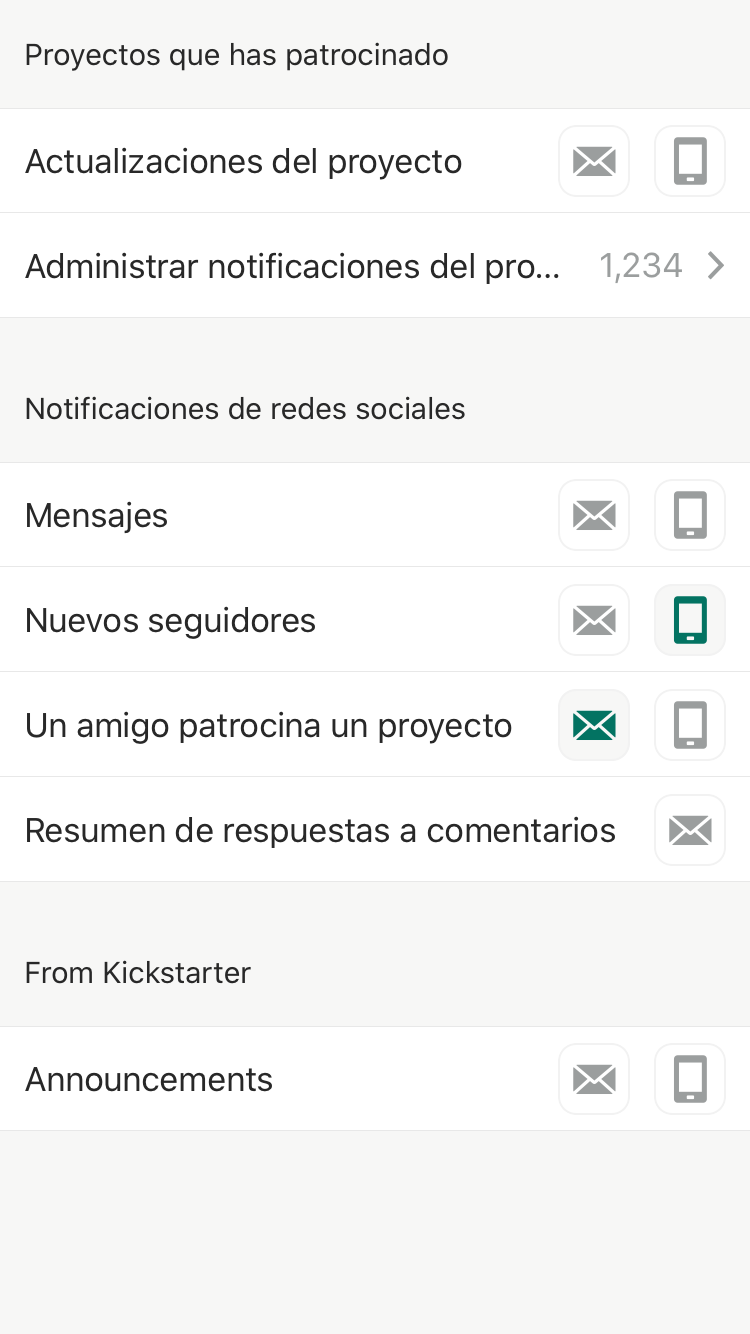 Proyectos que has patrocinado
Actualizaciones del proyecto
Administrar notificaciones del pro... 1,234
Notificaciones de redes sociales
Mensajes
Nuevos seguidores
Un amigo patrocina un proyecto
Resumen de respuestas a comentarios
From Kickstarter
Announcements